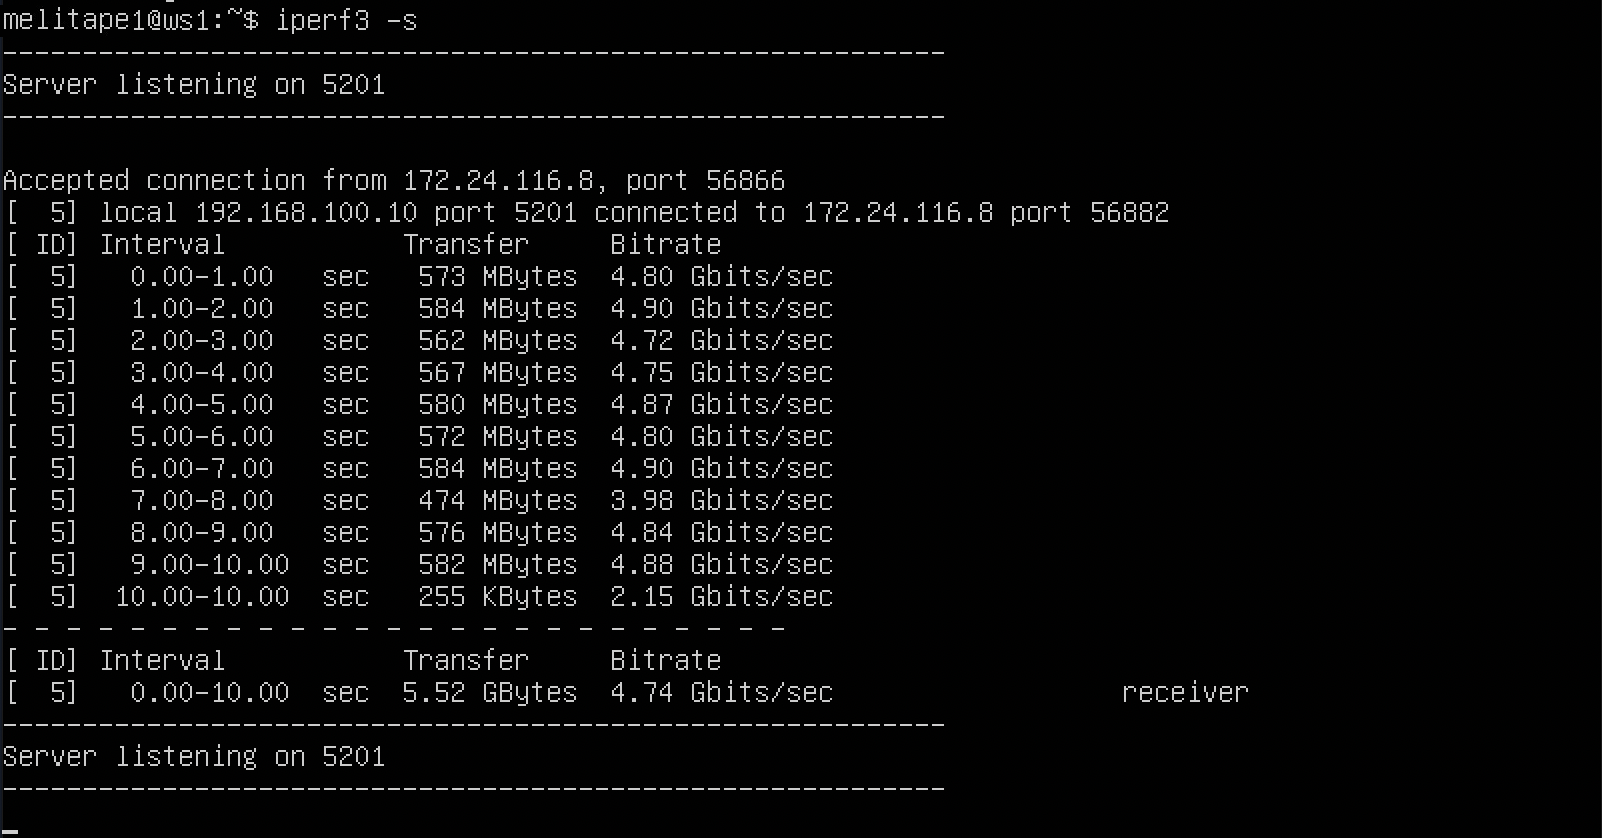 melitape1@ws1:~$ iperf3 -s
-----------------------------------------------------------
Server listening on 5201
-----------------------------------------------------------
Accepted connection from 172.24.116.8, port 56866
[  5] local 192.168.100.10 port 5201 connected to 172.24.116.8 port 56882
[ ID] Interval           Transfer     Bitrate
[  5]   0.00-1.00   sec   573 MBytes  4.80 Gbits/sec
[  5]   1.00-2.00   sec   584 MBytes  4.90 Gbits/sec
[  5]   2.00-3.00   sec   562 MBytes  4.72 Gbits/sec
[  5]   3.00-4.00   sec   567 MBytes  4.75 Gbits/sec
[  5]   4.00-5.00   sec   580 MBytes  4.87 Gbits/sec
[  5]   5.00-6.00   sec   572 MBytes  4.80 Gbits/sec
[  5]   6.00-7.00   sec   584 MBytes  4.90 Gbits/sec
[  5]   7.00-8.00   sec   474 MBytes  3.98 Gbits/sec
[  5]   8.00-9.00   sec   576 MBytes  4.84 Gbits/sec
[  5]   9.00-10.00  sec   582 MBytes  4.88 Gbits/sec
[  5]  10.00-10.00  sec   255 KBytes  2.15 Gbits/sec
- - - - - - - - - - - - - - - - - - - - - - - - -
[ ID] Interval           Transfer     Bitrate
[  5]   0.00-10.00  sec  5.52 GBytes  4.74 Gbits/sec                  receiver
-----------------------------------------------------------
Server listening on 5201
-----------------------------------------------------------